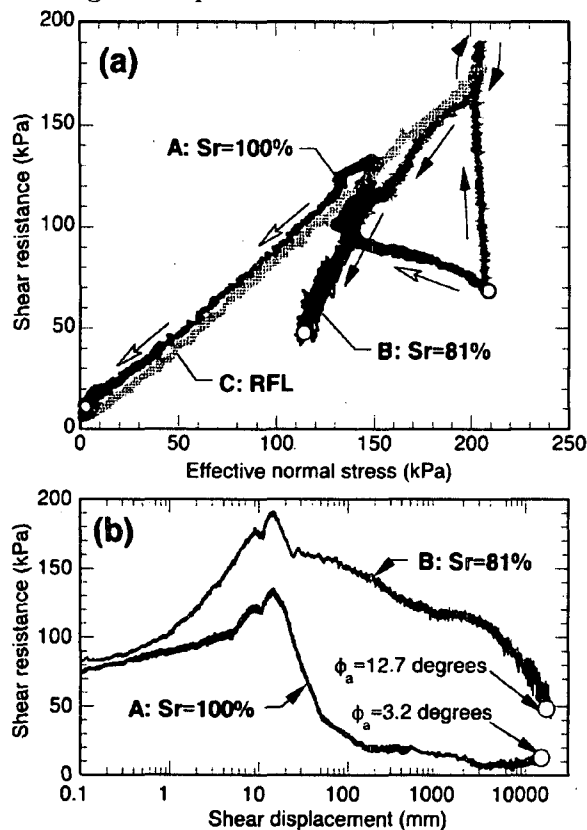 (a)
Shear resistance (kPa)
200
150
100
50
0
A: Sr=100%
B: Sr=81%
C: RFL
0 50 100 150 200 250
Effective normal stress (kPa)
(b)
Shear resistance (kPa)
200
150
100
50
0
B: Sr=81%
ϕa=12.7 degrees
ϕa=3.2 degrees
A: Sr=100%
0.1 1 10 100 1000 10000
Shear displacement (mm)